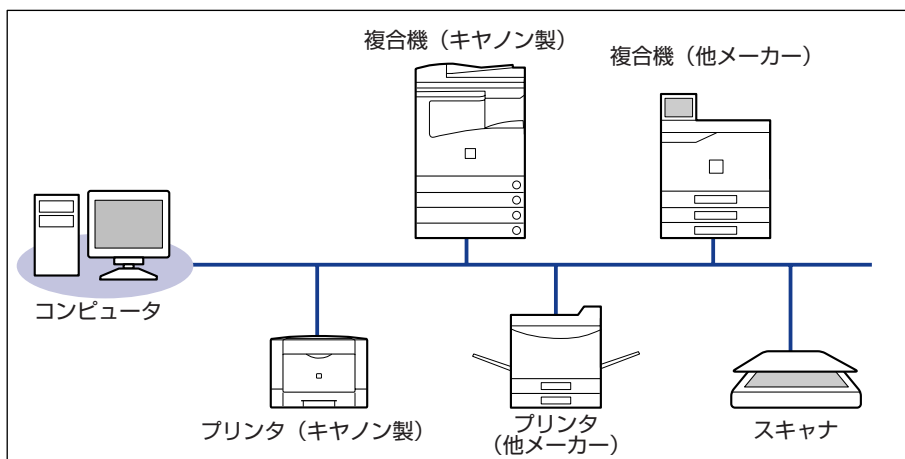 複合機（キヤノン製）
複合機（他メーカー）
コンピュータ
プリンタ（キヤノン製）
プリンタ
（他メーカー）
スキャナ